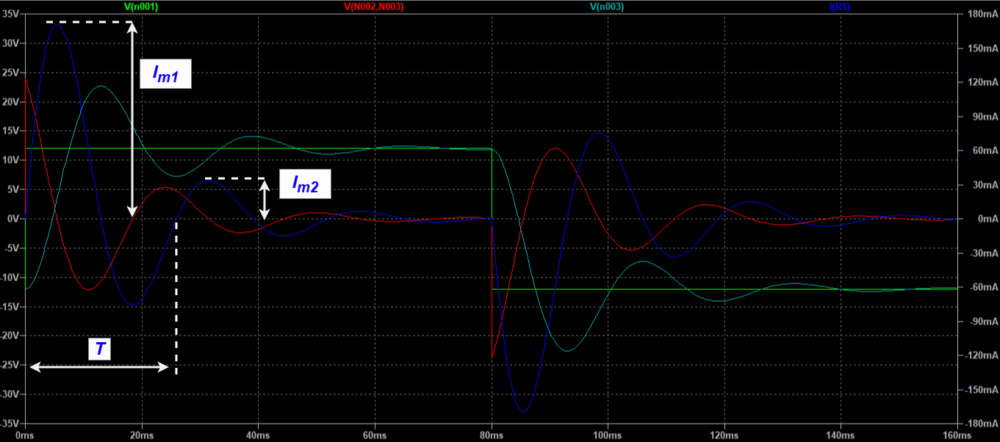 V(n001) V(N002,N003) V(n003) I(R1)
35V 180mA
30V 150mA
25V 120mA
20V 90mA
15V 60mA
10V 30mA
5V 0mA
0V -30mA
-5V -60mA
-10V -90mA
-15V -120mA
-20V -150mA
-25V -180mA
-30V
-35V
Im1
Im2
T
0ms 20ms 40ms 60ms 80ms 100ms 120ms 140ms 160ms